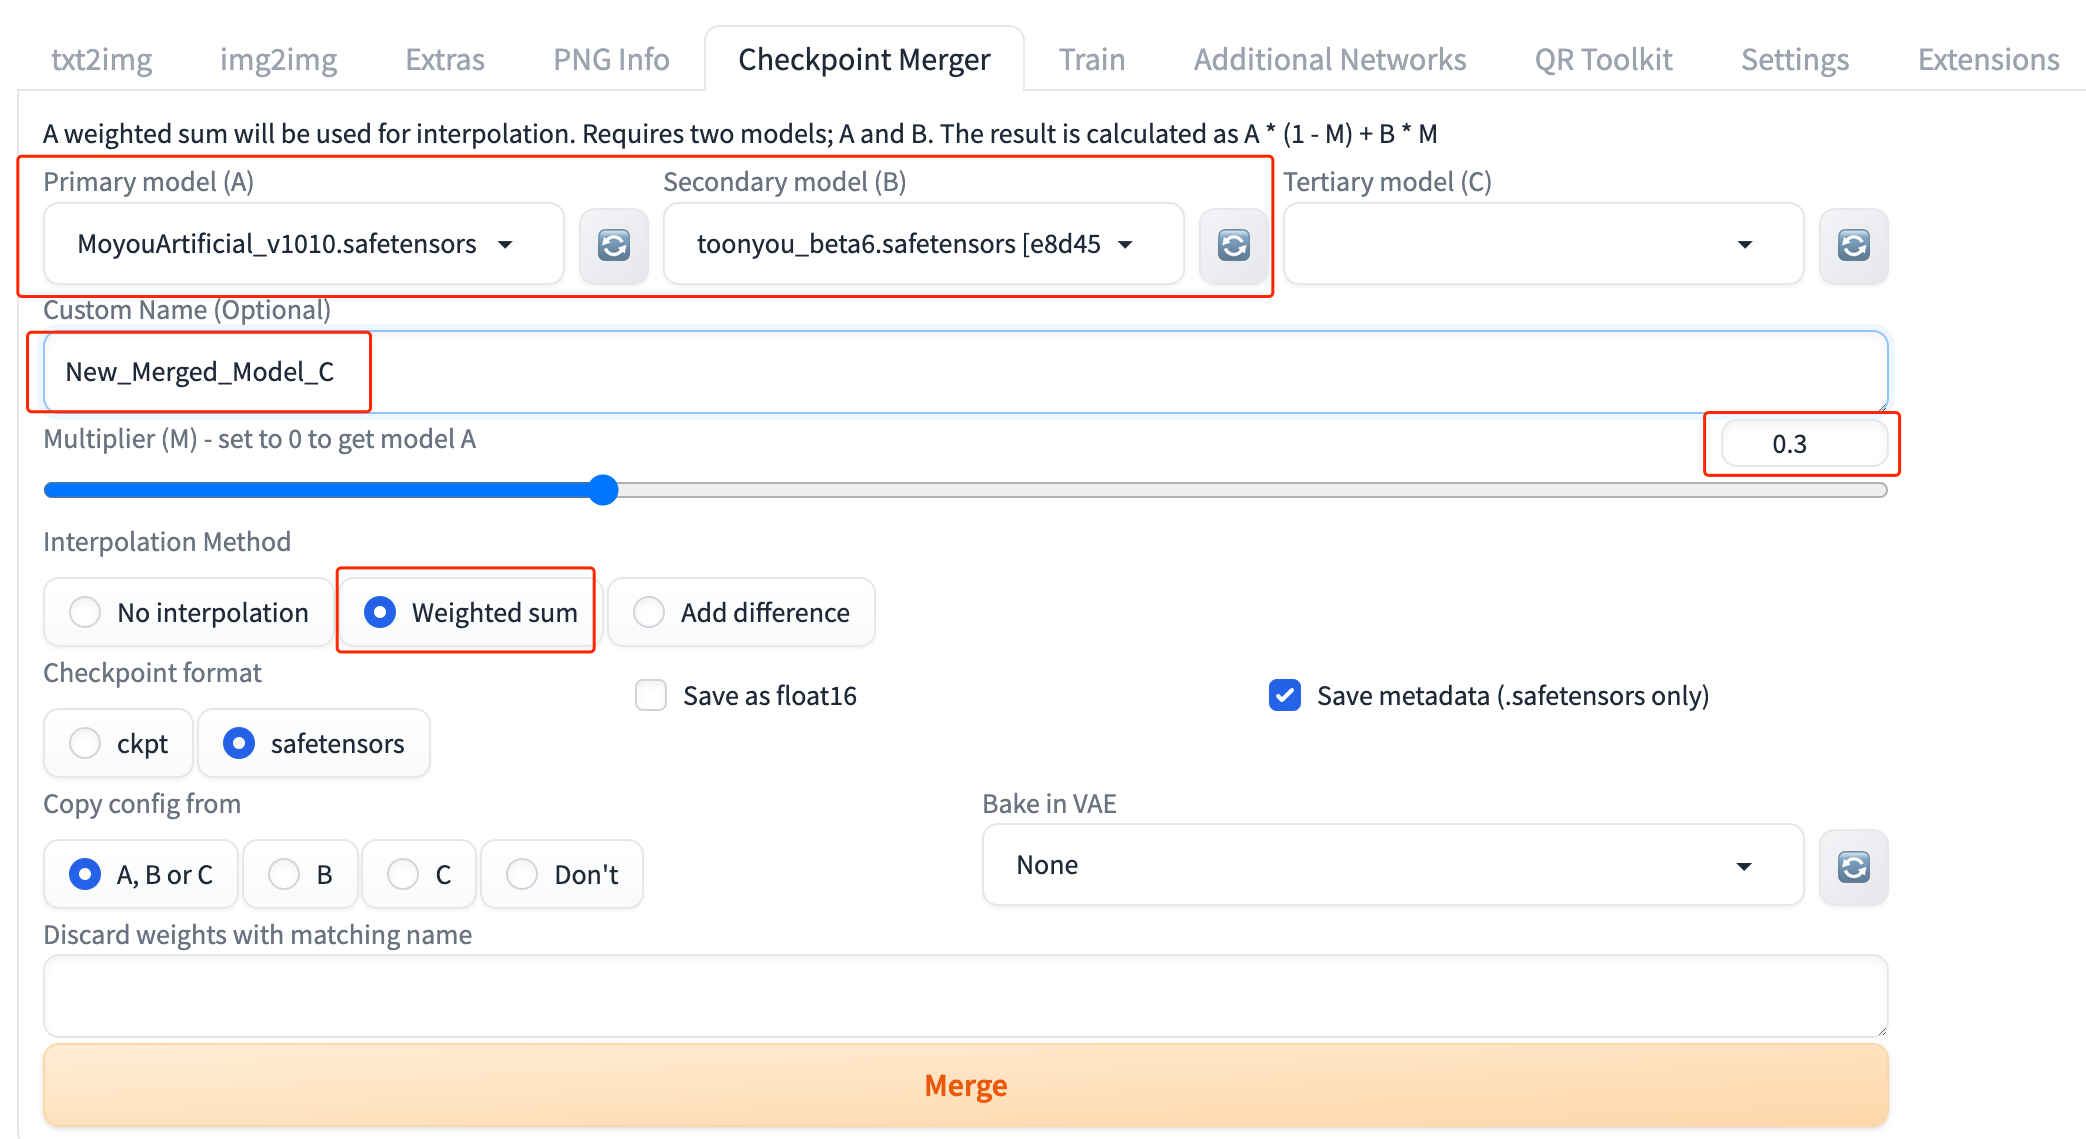 txt2img img2img Extras PNG Info Checkpoint Merger Train Additional Networks QR Toolkit Settings Extensions
A weighted sum will be used for interpolation. Requires two models; A and B. The result is calculated as A * (1 - M) + B * M
Primary model (A) Secondary model (B) Tertiary model (C)
MoyouArtificial_v1010.safetensors toonyou_beta6.safetensors [e8d45
Custom Name (Optional)
New_Merged_Model_C
Multiplier (M) - set to 0 to get model A 0.3
Interpolation Method
No interpolation Weighted sum Add difference
Checkpoint format
Save as float16 Save metadata (.safetensors only)
ckpt safetensors
Copy config from Bake in VAE
A, B or C B C Don't None
Discard weights with matching name
Merge